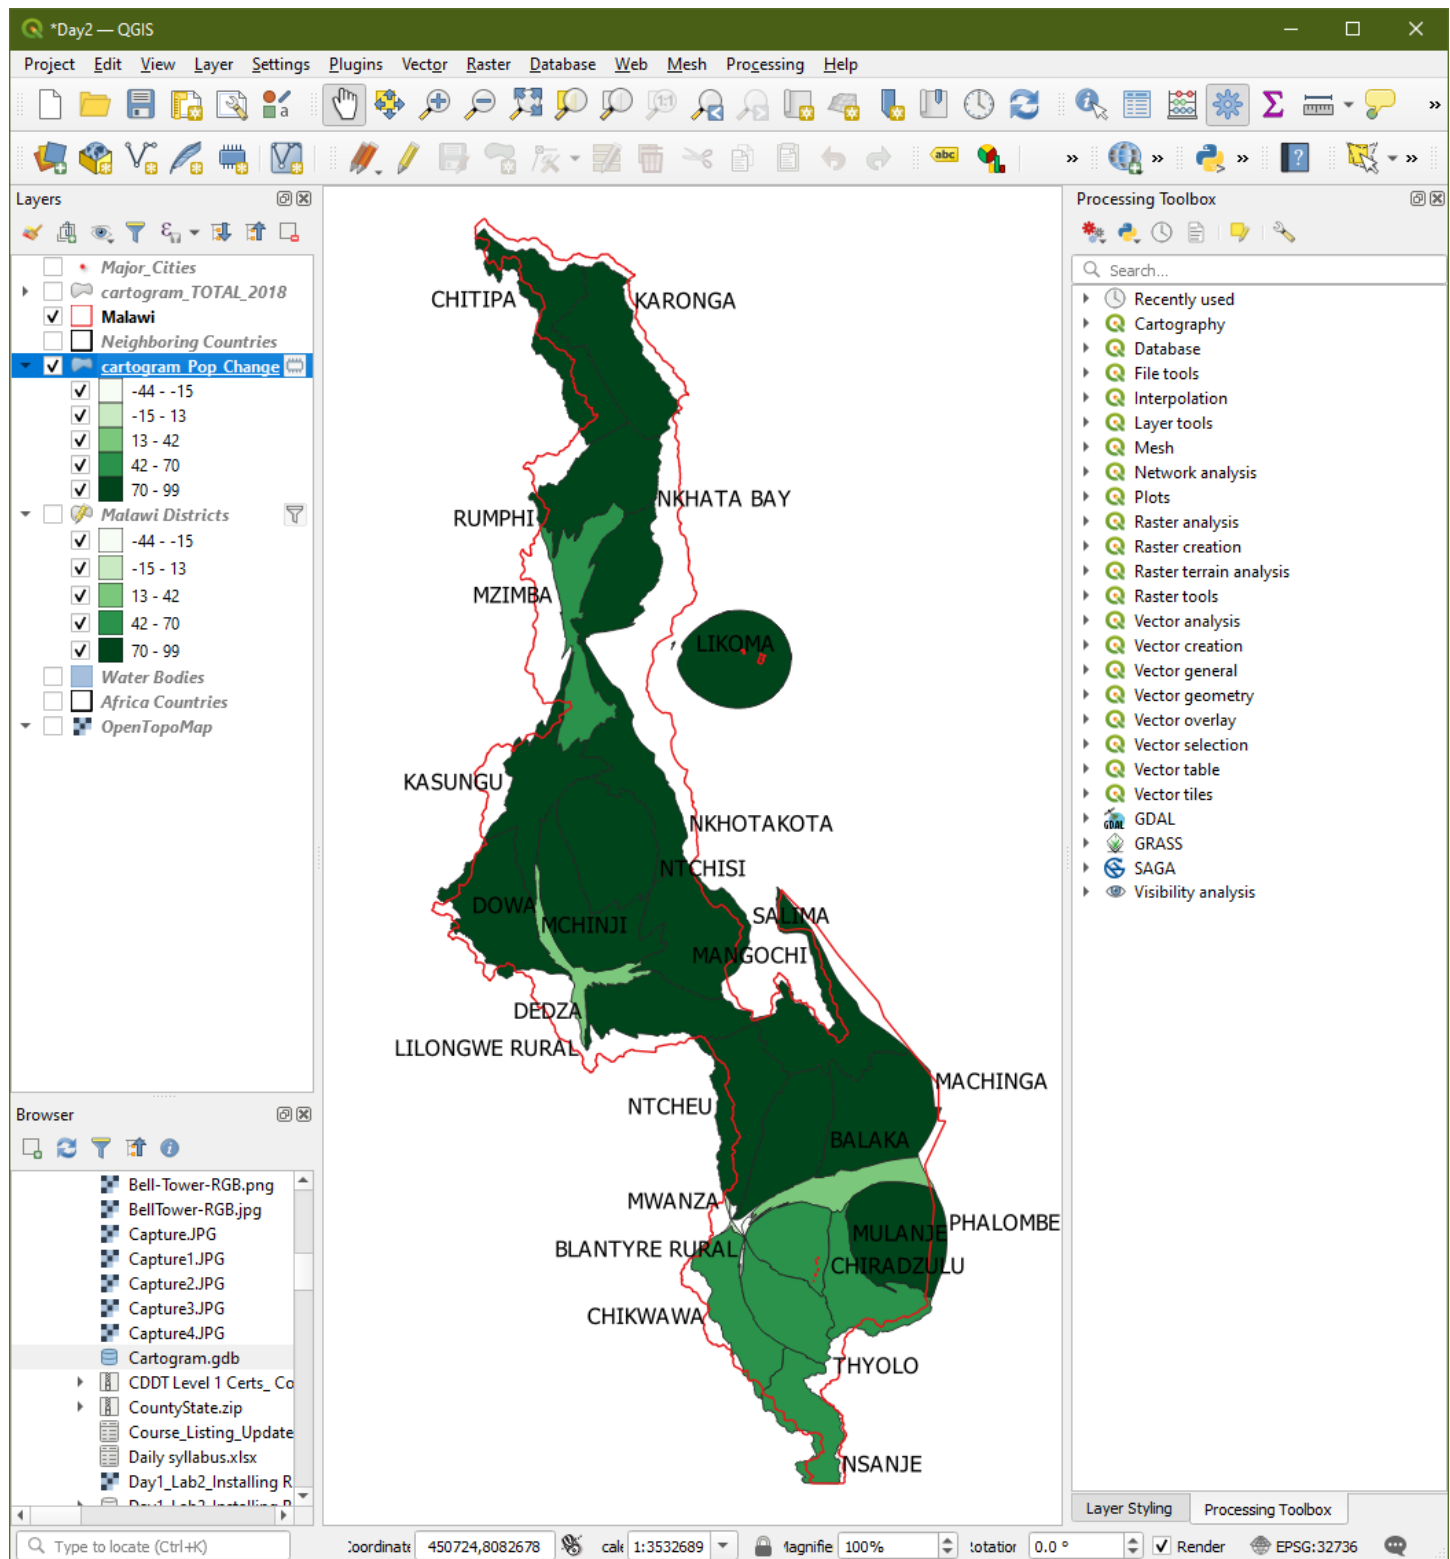 *Day2 — QGIS
Project Edit View Layer Settings Plugins Vector Raster Database Web Mesh Processing Help
abc
Layers
Major_Cities
cartogram_TOTAL_2018
Malawi
Neighboring Countries
cartogram Pop Change
-44 - -15
-15 - 13
13 - 42
42 - 70
70 - 99
Malawi Districts
-44 - -15
-15 - 13
13 - 42
42 - 70
70 - 99
Water Bodies
Africa Countries
OpenTopoMap
Browser
Bell-Tower-RGB.png
BellTower-RGB.jpg
Capture.JPG
Capture1.JPG
Capture2.JPG
Capture3.JPG
Capture4.JPG
Cartogram.gdb
CDDT Level 1 Certs_ Co
CountyState.zip
Course_Listing_Update
Daily syllabus.xlsx
Day1_Lab2_Installing R
CHITIPA
KARONGA
NKHATA BAY
RUMPHI
MZIMBA
LIKOMA
KASUNGU
NKHOTAKOTA
NTCHISI
DOWA
SALIMA
MCHINJI
MANGOCHI
DEDZA
LILONGWE RURAL
MACHINGA
NTCHEU
BALAKA
MWANZA
PHALOMBE
MULANJE
BLANTYRE RURAL
CHIRADZULU
CHIKWAWA
THYOLO
NSANJE
Processing Toolbox
Search...
Recently used
Cartography
Database
File tools
Interpolation
Layer tools
Mesh
Network analysis
Plots
Raster analysis
Raster creation
Raster terrain analysis
Raster tools
Vector analysis
Vector creation
Vector general
Vector geometry
Vector overlay
Vector selection
Vector table
Vector tiles
GDAL
GRASS
SAGA
Visibility analysis
Layer Styling Processing Toolbox
Type to locate (Ctrl+K) 450724,8082678 1:3532689 100% 0.0 ° Render EPSG:32736